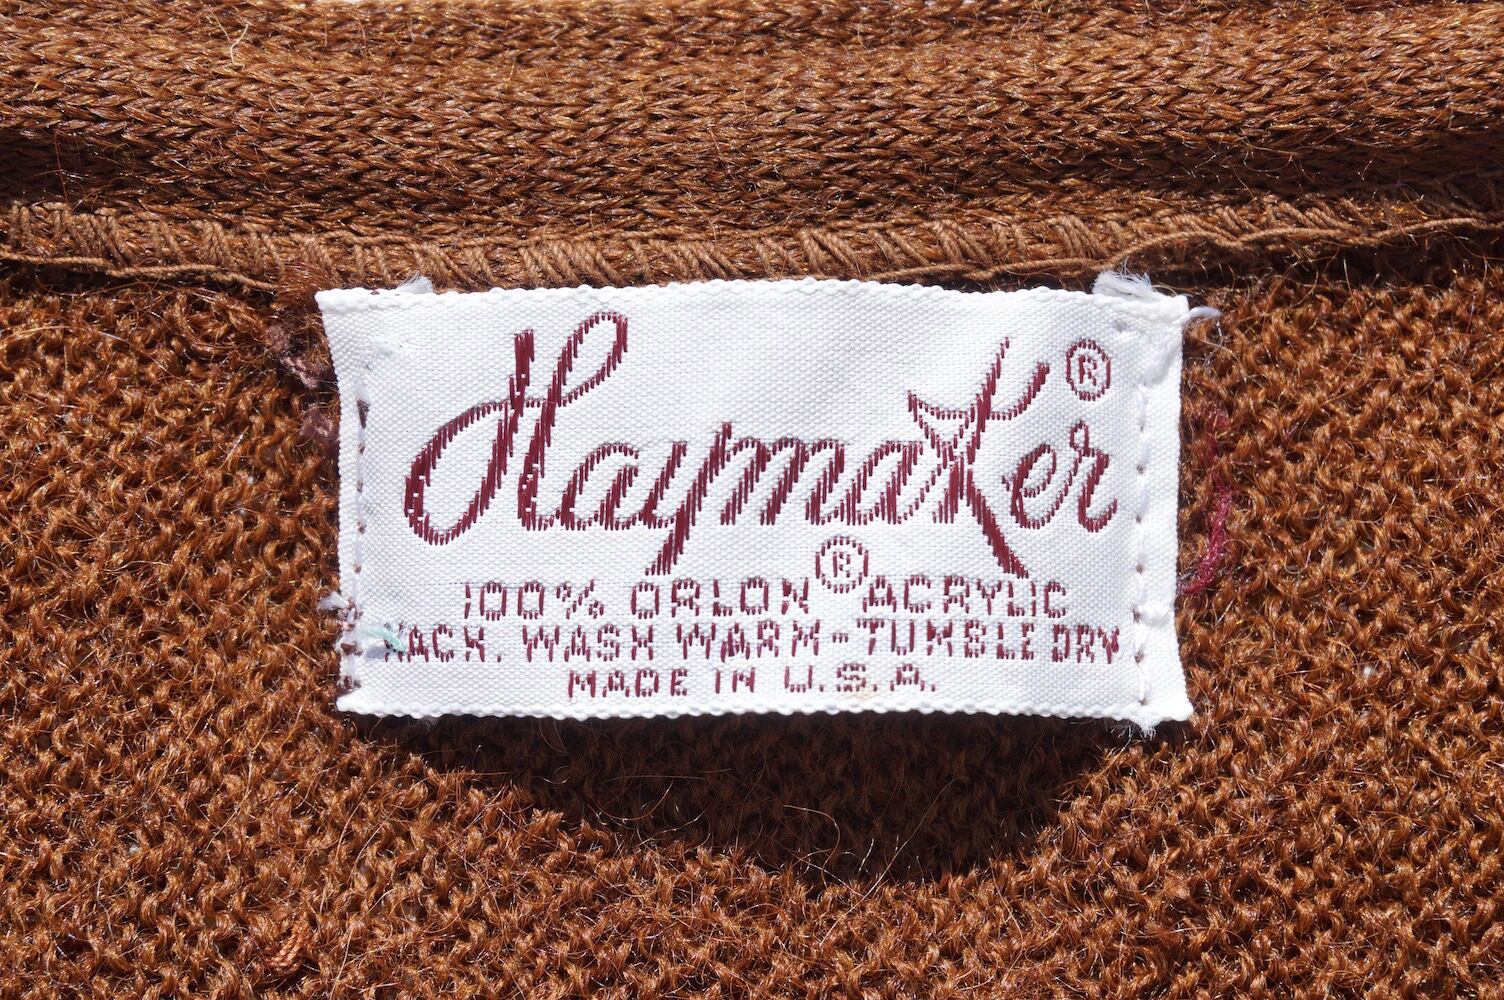 Haymaker®
100% ORLON® ACRYLIC
MACH. WASH WARM-TUMBLE DRY
MADE IN U.S.A.